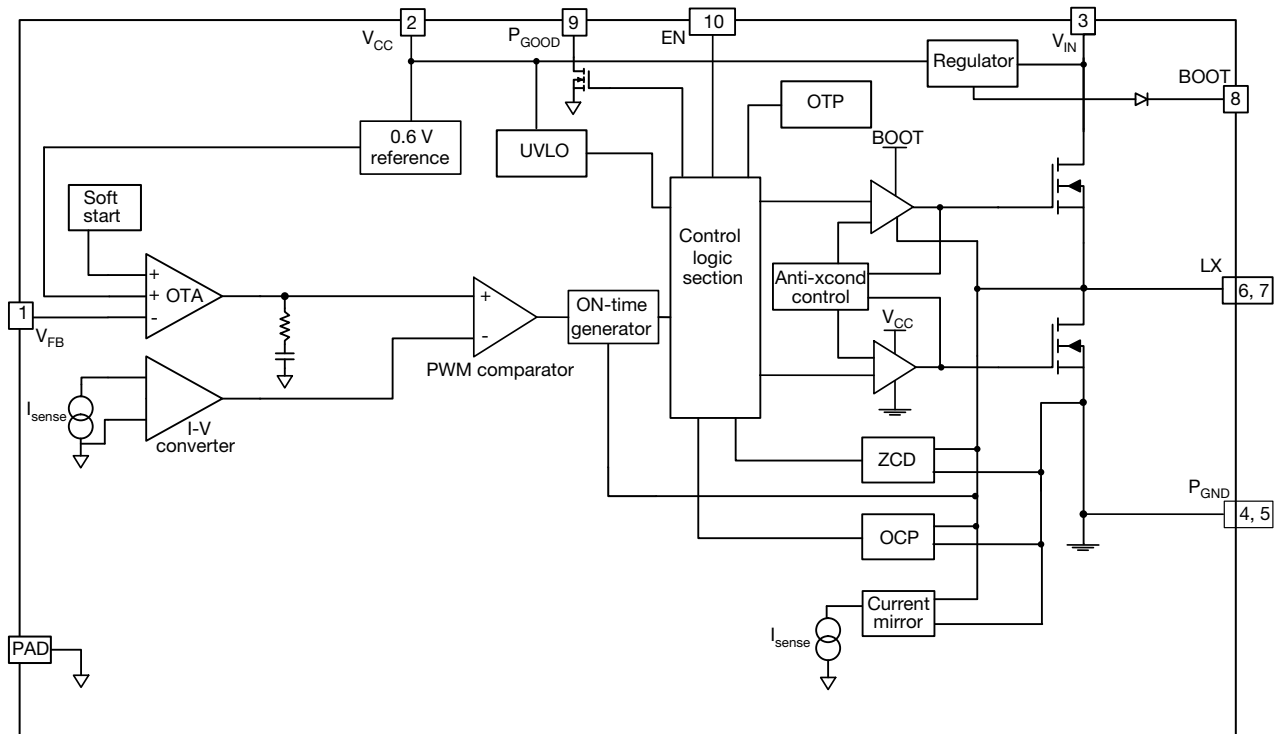 2
9
10
3
V_CC
P_GOOD
EN
V_IN
Regulator
BOOT
8
OTP
0.6 V
reference
UVLO
BOOT
Soft
start
Control
logic
section
+
+
-
OTA
1
V_FB
+
-
PWM comparator
ON-time
generator
Anti-xcond
control
V_CC
LX
6, 7
I_sense
I-V
converter
ZCD
P_GND
4, 5
OCP
Current
mirror
I_sense
PAD